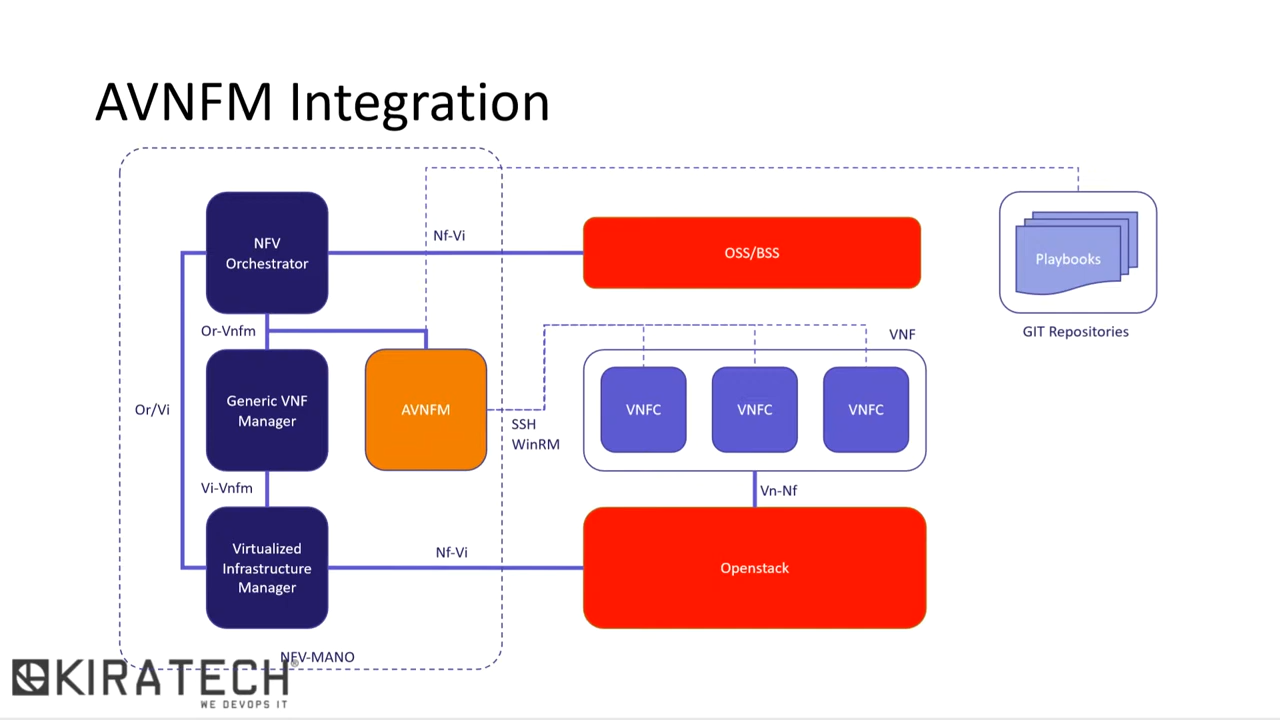 AVNFM Integration
NFV
Orchestrator
Nf-Vi
OSS/BSS
Playbooks
GIT Repositories
Or-Vnfm
VNF
Or/Vi
Generic VNF
Manager
AVNFM
SSH
WinRM
VNFC
VNFC
VNFC
Vi-Vnfm
Vn-Nf
Virtualized
Infrastructure
Manager
Nf-Vi
Openstack
NFV-MANO
KIRATECH®
WE DEVOPS IT